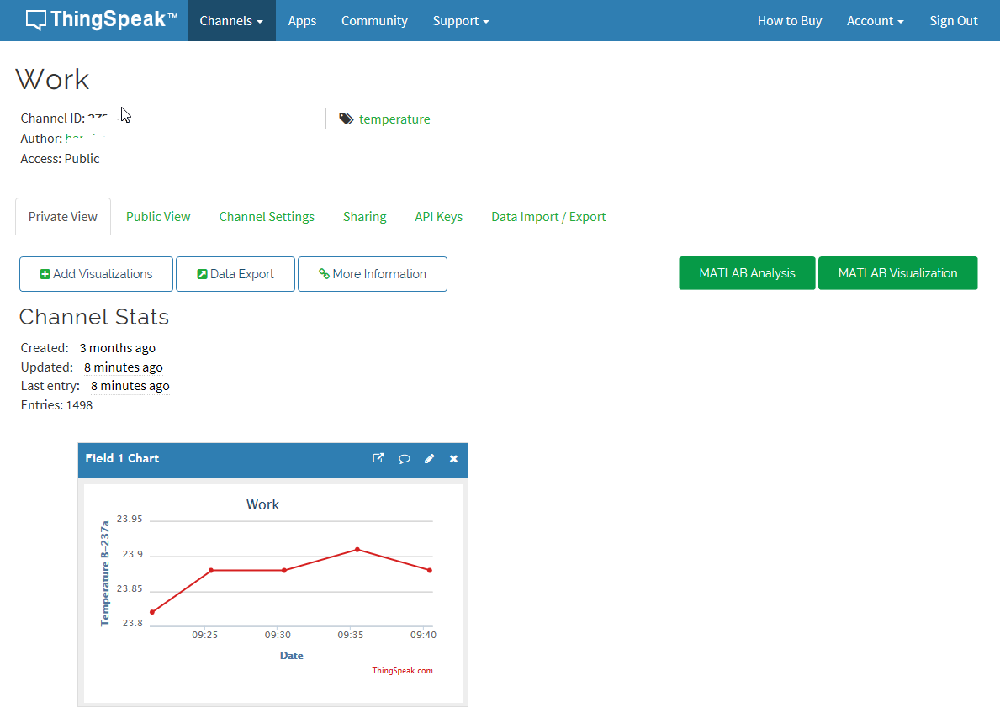 ThingSpeak™ Channels Apps Community Support How to Buy Account Sign Out
Work
Channel ID:
temperature
Author:
Access: Public
Private View Public View Channel Settings Sharing API Keys Data Import / Export
Add Visualizations Data Export More Information MATLAB Analysis MATLAB Visualization
Channel Stats
Created: 3 months ago
Updated: 8 minutes ago
Last entry: 8 minutes ago
Entries: 1498
Field 1 Chart
Work
Temperature B-237a
23.95
23.9
23.85
23.8
09:25 09:30 09:35 09:40
Date
ThingSpeak.com